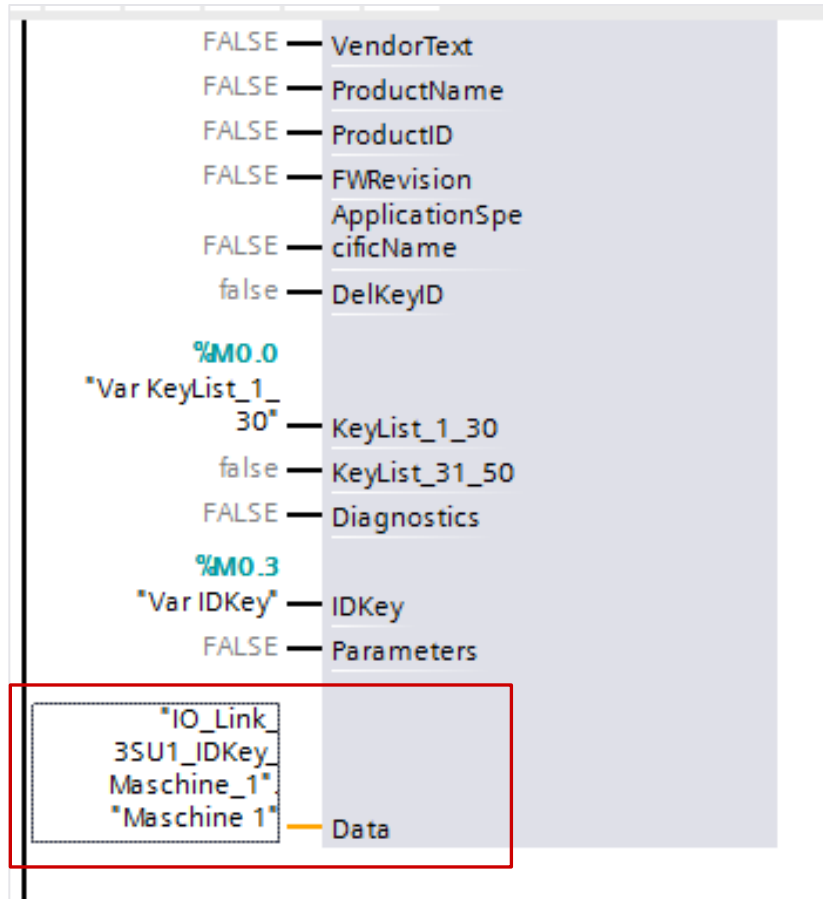 FALSE VendorText
FALSE ProductName
FALSE ProductID
FALSE FWRevision
ApplicationSpe
FALSE cificName
false DelKeyID
%M0.0
"Var KeyList_1_
30" KeyList_1_30
false KeyList_31_50
FALSE Diagnostics
%M0.3
"Var IDKey" IDKey
FALSE Parameters
"IO_Link_
3SU1_IDKey_
Maschine_1".
"Maschine 1" Data